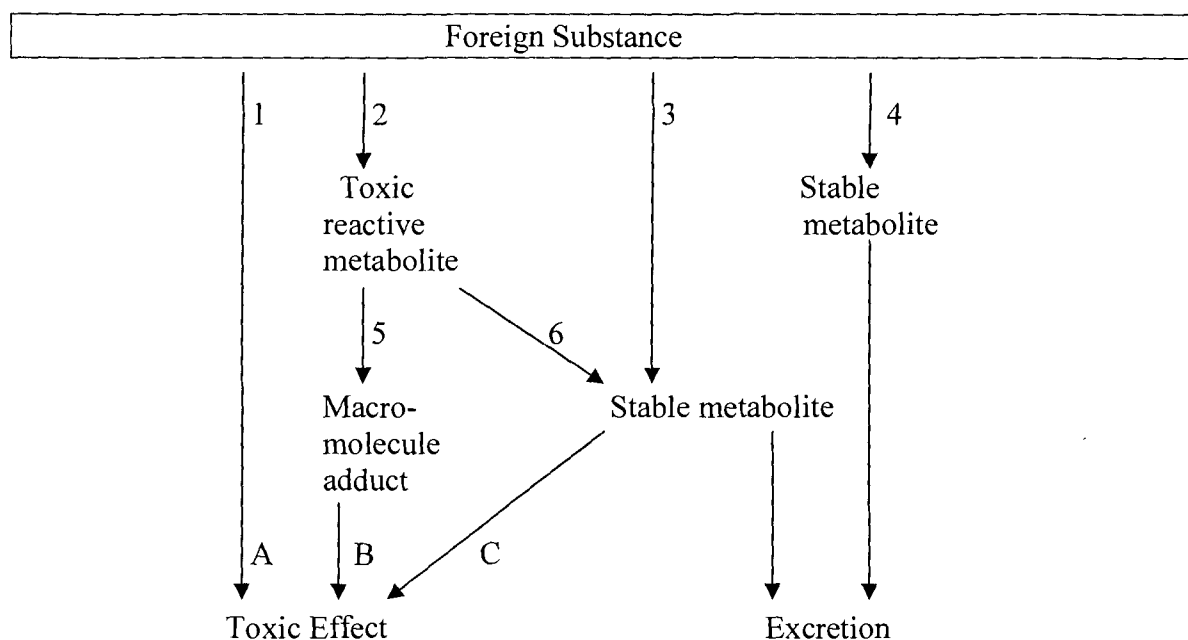 Foreign Substance
1
2
3
4
Toxic
reactive
metabolite
Stable
metabolite
5
6
Macro-
molecule
adduct
Stable metabolite
A
B
C
Toxic Effect
Excretion